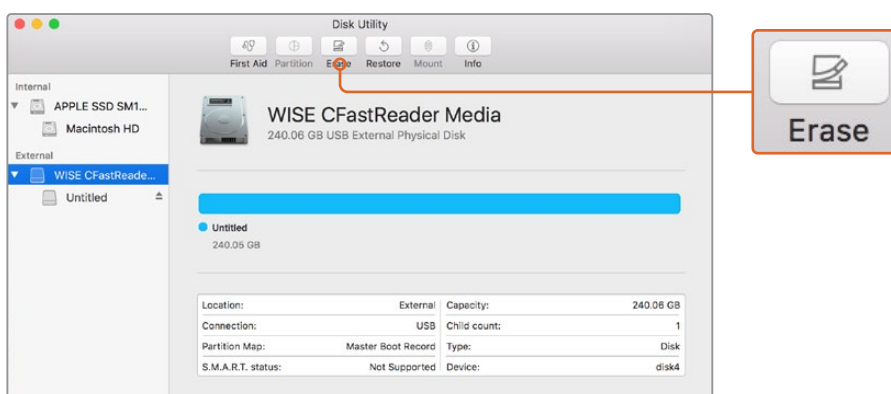 Disk Utility
First Aid Partition Erase Restore Mount Info
Erase
Internal
APPLE SSD SM1...
Macintosh HD
External
WISE CFastReade...
Untitled
WISE CFastReader Media
240.06 GB USB External Physical Disk
Untitled
240.05 GB
Location: External Capacity: 240.06 GB
Connection: USB Child count: 1
Partition Map: Master Boot Record Type: Disk
S.M.A.R.T. status: Not Supported Device: disk4